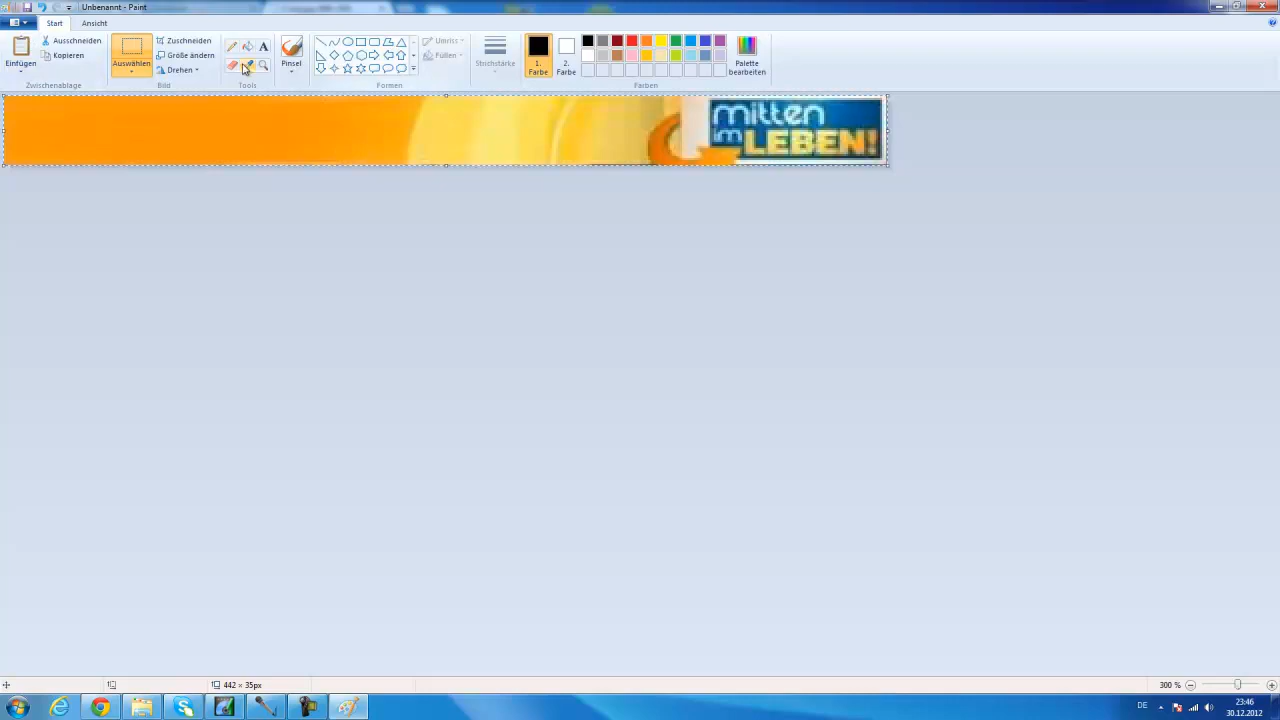 Unbenannt - Paint
Start
Ansicht
Einfügen
Ausschneiden
Kopieren
Zwischenablage
Auswählen
Zuschneiden
Größe ändern
Drehen
Bild
A
Tools
Pinsel
Formen
Umriss
Füllen
Strichstärke
1.
Farbe
2.
Farbe
Palette
bearbeiten
Farben
mitten
im LEBEN!
442 × 35px
300 %
DE
23:46
30.12.2012